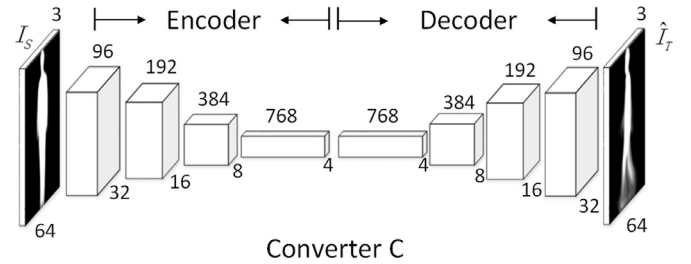 3 Encoder Decoder 3
I_S 96 192 384 768 768 384 192 96 Î_T
64 32 16 8 4 4 8 16 32 64
Converter C